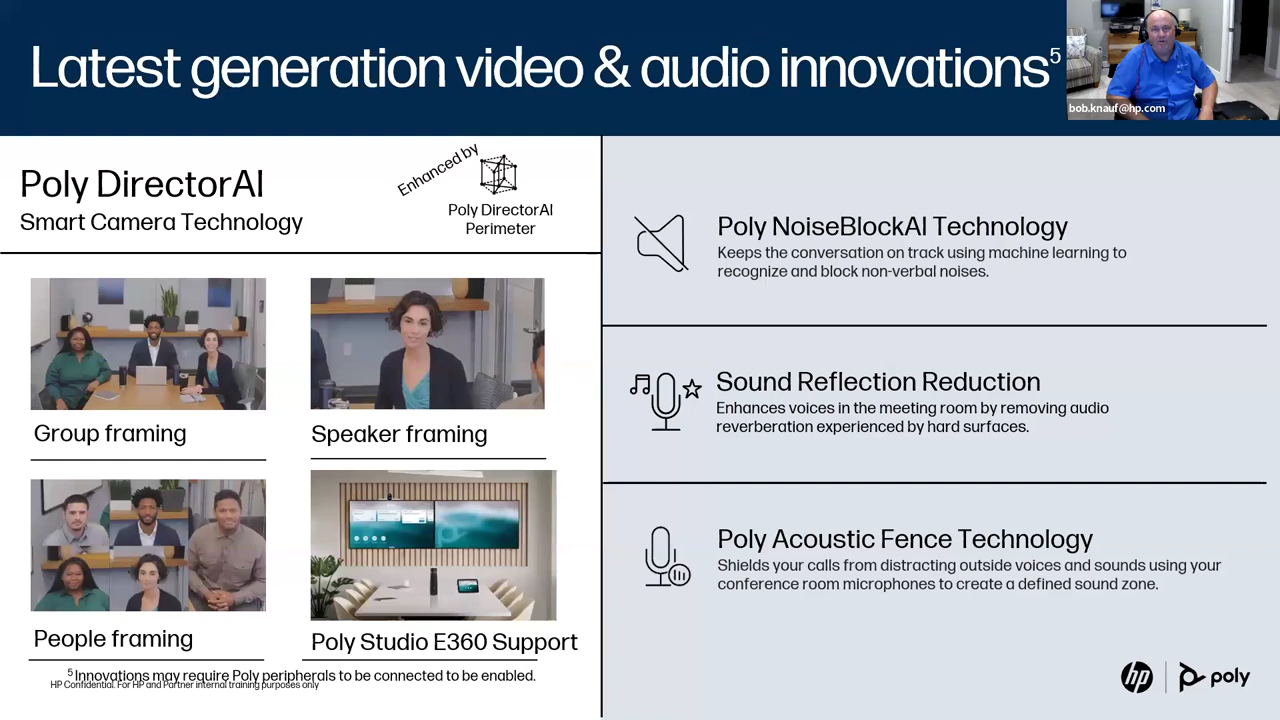 Latest generation video & audio innovations5
bob.knauf@hp.com
Poly DirectorAI
Smart Camera Technology
Enhanced by
Poly DirectorAI
Perimeter
Group framing
Speaker framing
People framing
Poly Studio E360 Support
5 Innovations may require Poly peripherals to be connected to be enabled.
HP Confidential. For HP and Partner internal training purposes only
Poly NoiseBlockAI Technology
Keeps the conversation on track using machine learning to
recognize and block non-verbal noises.
Sound Reflection Reduction
Enhances voices in the meeting room by removing audio
reverberation experienced by hard surfaces.
Poly Acoustic Fence Technology
Shields your calls from distracting outside voices and sounds using your
conference room microphones to create a defined sound zone.
hp
poly